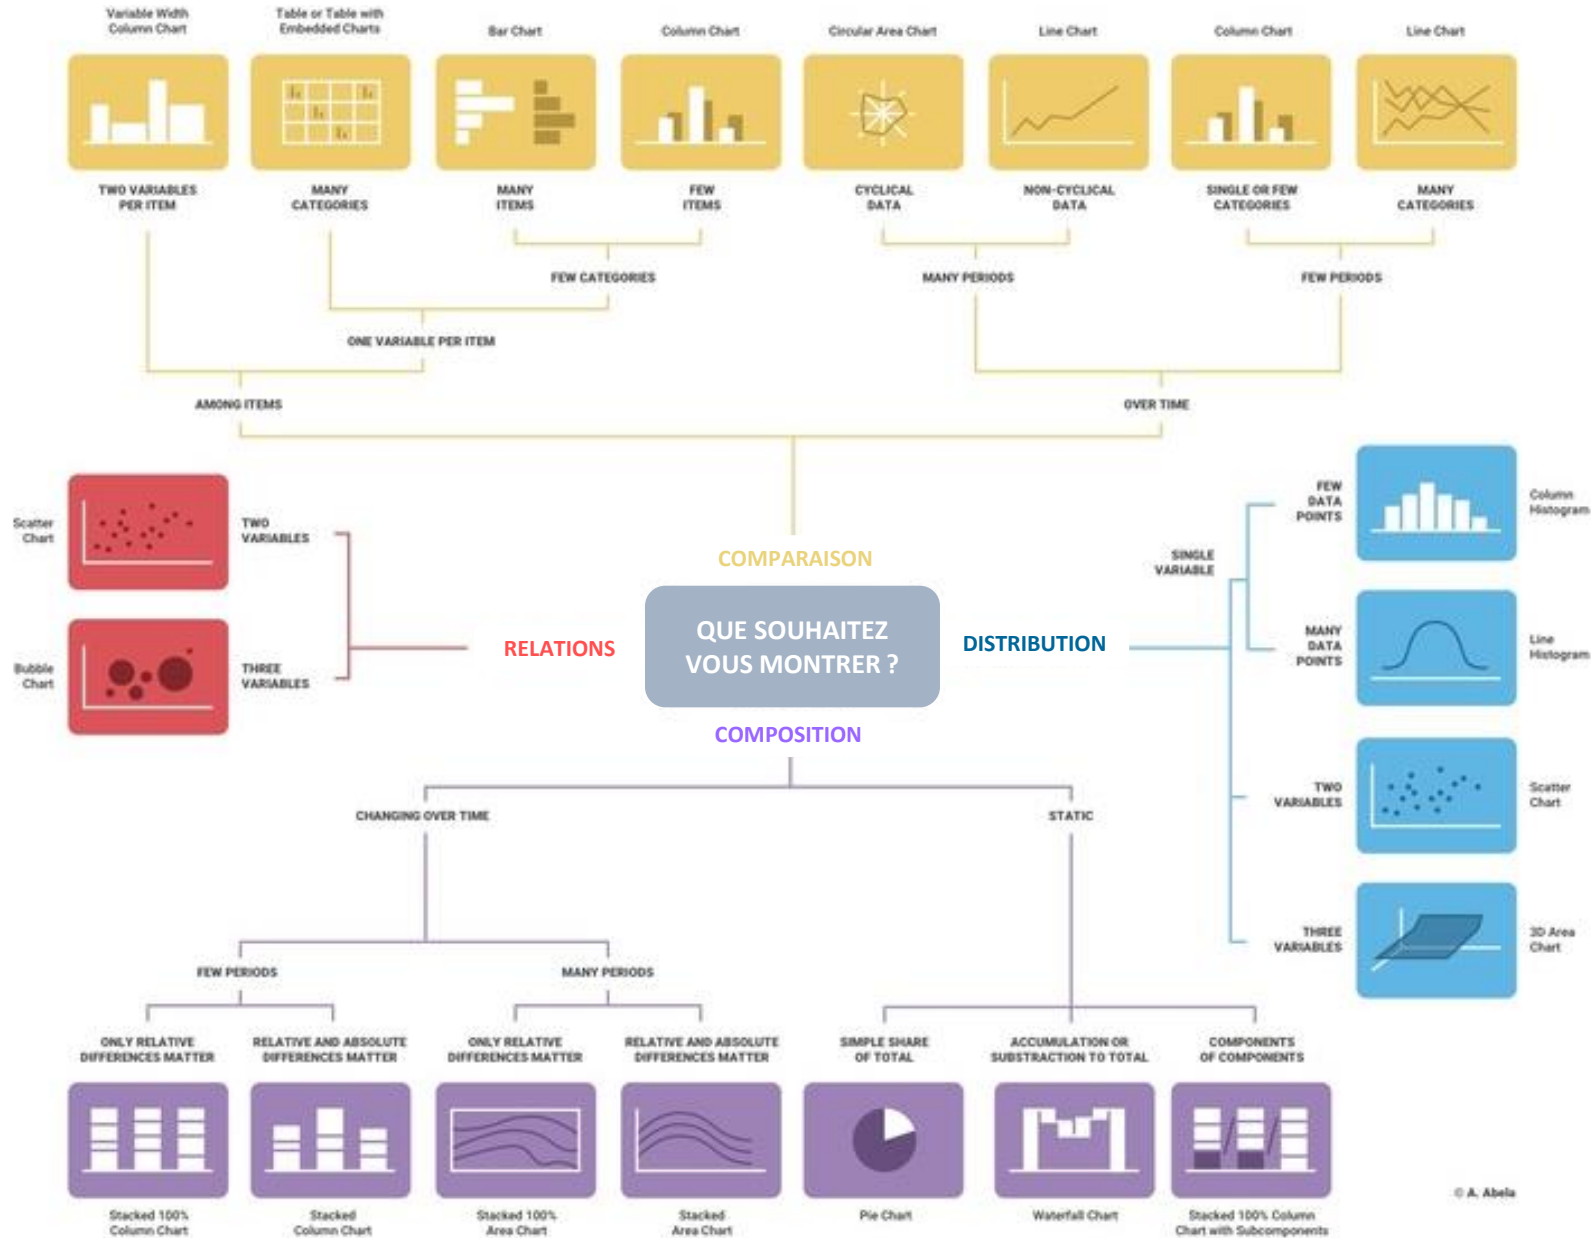 Variable Width
Column Chart
Table or Table with
Embedded Charts
Bar Chart
Column Chart
Circular Area Chart
Line Chart
Column Chart
Line Chart
TWO VARIABLES
PER ITEM
MANY
CATEGORIES
MANY
ITEMS
FEW
ITEMS
CYCLICAL
DATA
NON-CYCLICAL
DATA
SINGLE OR FEW
CATEGORIES
MANY
CATEGORIES
FEW CATEGORIES
MANY PERIODS
FEW PERIODS
ONE VARIABLE PER ITEM
AMONG ITEMS
OVER TIME
COMPARAISON
Scatter
Chart
TWO
VARIABLES
Bubble
Chart
THREE
VARIABLES
RELATIONS
QUE SOUHAITEZ
VOUS MONTRER ?
DISTRIBUTION
SINGLE
VARIABLE
FEW
DATA
POINTS
Column
Histogram
MANY
DATA
POINTS
Line
Histogram
TWO
VARIABLES
Scatter
Chart
THREE
VARIABLES
3D Area
Chart
COMPOSITION
CHANGING OVER TIME
STATIC
FEW PERIODS
MANY PERIODS
ONLY RELATIVE
DIFFERENCES MATTER
RELATIVE AND ABSOLUTE
DIFFERENCES MATTER
ONLY RELATIVE
DIFFERENCES MATTER
RELATIVE AND ABSOLUTE
DIFFERENCES MATTER
SIMPLE SHARE
OF TOTAL
ACCUMULATION OR
SUBSTRACTION TO TOTAL
COMPONENTS
OF COMPONENTS
Stacked 100%
Column Chart
Stacked
Column Chart
Stacked 100%
Area Chart
Stacked
Area Chart
Pie Chart
Waterfall Chart
Stacked 100% Column
Chart with Subcomponents
© A. Abela